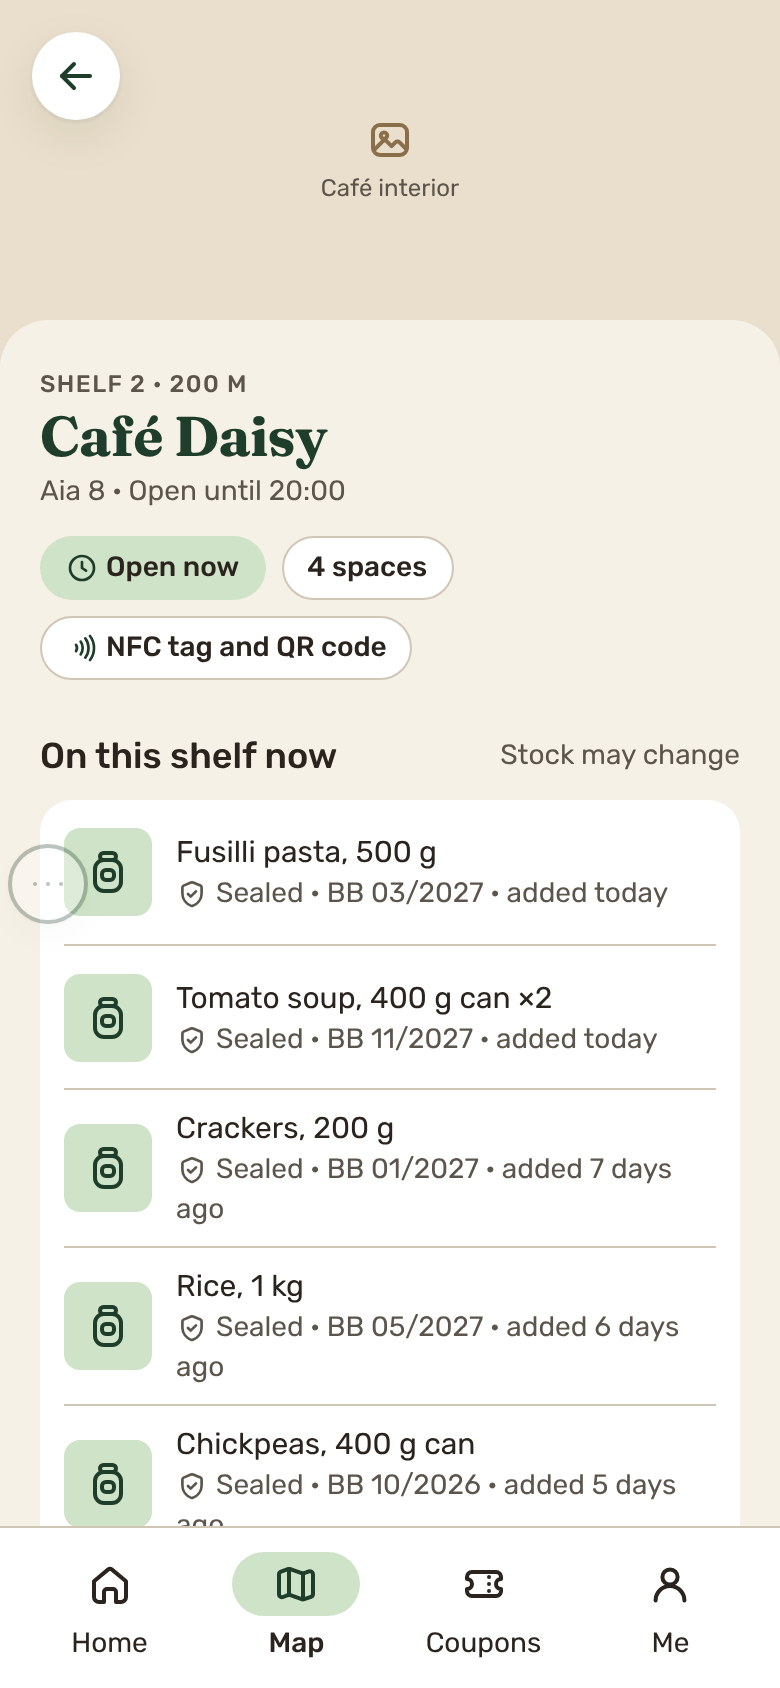 Café interior
SHELF 2 • 200 M
Café Daisy
Aia 8 • Open until 20:00
Open now
4 spaces
NFC tag and QR code
On this shelf now
Stock may change
Fusilli pasta, 500 g
Sealed • BB 03/2027 • added today
Tomato soup, 400 g can ×2
Sealed • BB 11/2027 • added today
Crackers, 200 g
Sealed • BB 01/2027 • added 7 days
ago
Rice, 1 kg
Sealed • BB 05/2027 • added 6 days
ago
Chickpeas, 400 g can
Sealed • BB 10/2026 • added 5 days
ago
Home
Map
Coupons
Me